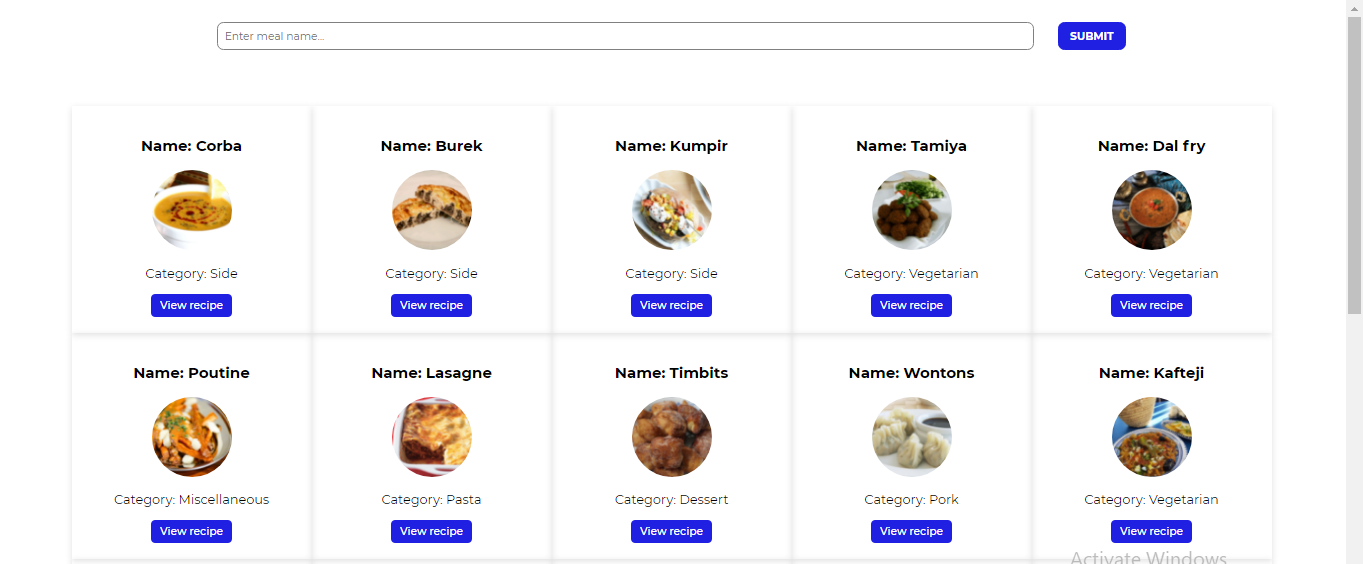 Enter meal name...
SUBMIT
Name: Corba
Name: Burek
Name: Kumpir
Name: Tamiya
Name: Dal fry
Category: Side
Category: Side
Category: Side
Category: Vegetarian
Category: Vegetarian
View recipe
View recipe
View recipe
View recipe
View recipe
Name: Poutine
Name: Lasagne
Name: Timbits
Name: Wontons
Name: Kafteji
Category: Miscellaneous
Category: Pasta
Category: Dessert
Category: Pork
Category: Vegetarian
View recipe
View recipe
View recipe
View recipe
View recipe
Activate Windows